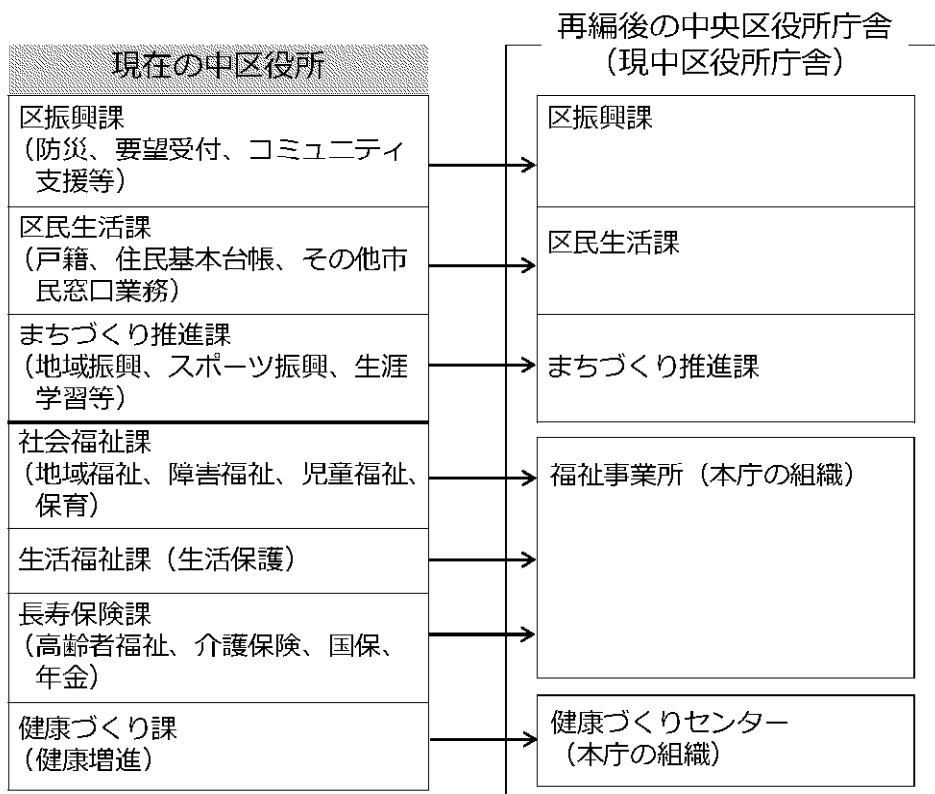 現在の中区役所
区振興課
(防災、要望受付、コミュニティ
支援等)
区民生活課
(戸籍、住民基本台帳、その他市
民窓口業務)
まちづくり推進課
(地域振興、スポーツ振興、生涯
学習等)
社会福祉課
(地域福祉、障害福祉、児童福祉、
保育)
生活福祉課(生活保護)
長寿保険課
(高齢者福祉、介護保険、国保、
年金)
健康づくり課
(健康増進)
再編後の中央区役所庁舎
(現中区役所庁舎)
区振興課
区民生活課
まちづくり推進課
福祉事業所(本庁の組織)
健康づくりセンター
(本庁の組織)